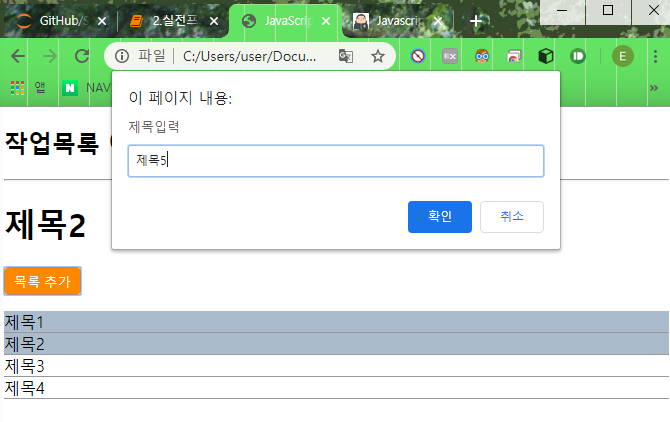 GitHub/S
2.실전프
JavaScrip
Javascrip
파일 C:/Users/user/Docu...
E
앱 N NAV
이 페이지 내용:
제목입력
제목5
확인 취소
작업목록
제목2
목록 추가
제목1
제목2
제목3
제목4